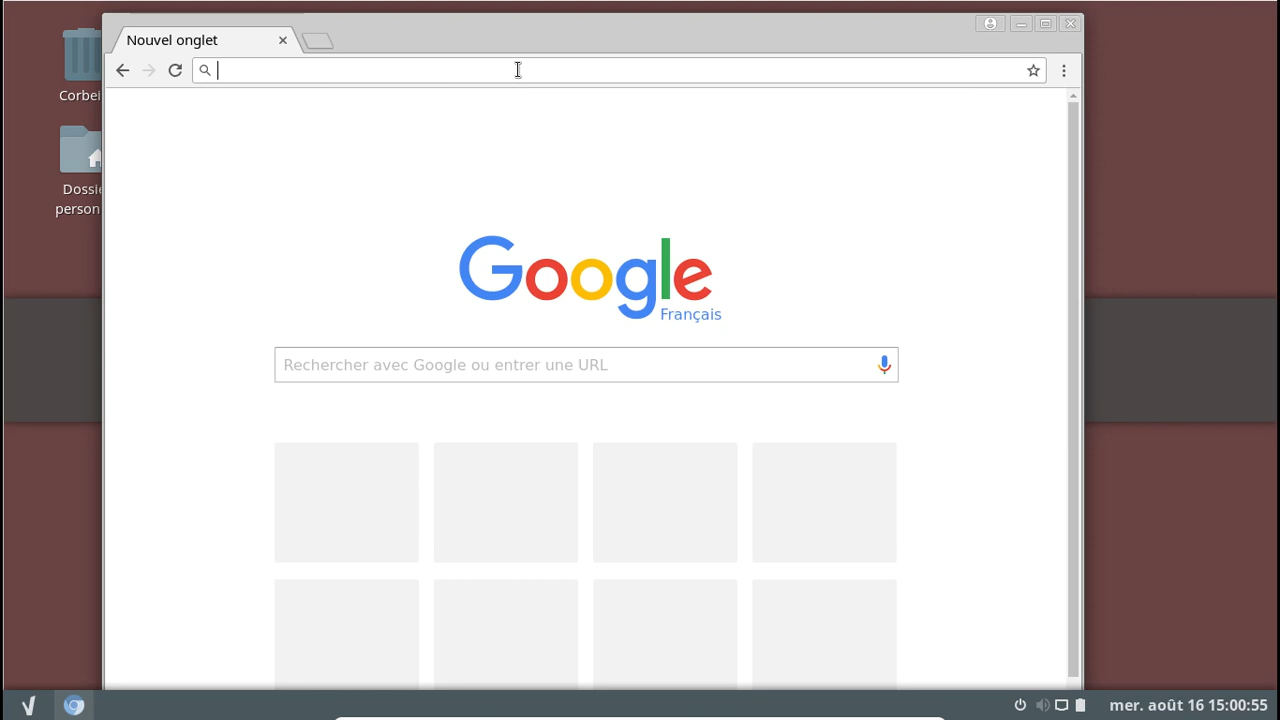 Nouvel onglet
Corbei
Dossie
person
Google
Français
Rechercher avec Google ou entrer une URL
mer. août 16 15:00:55